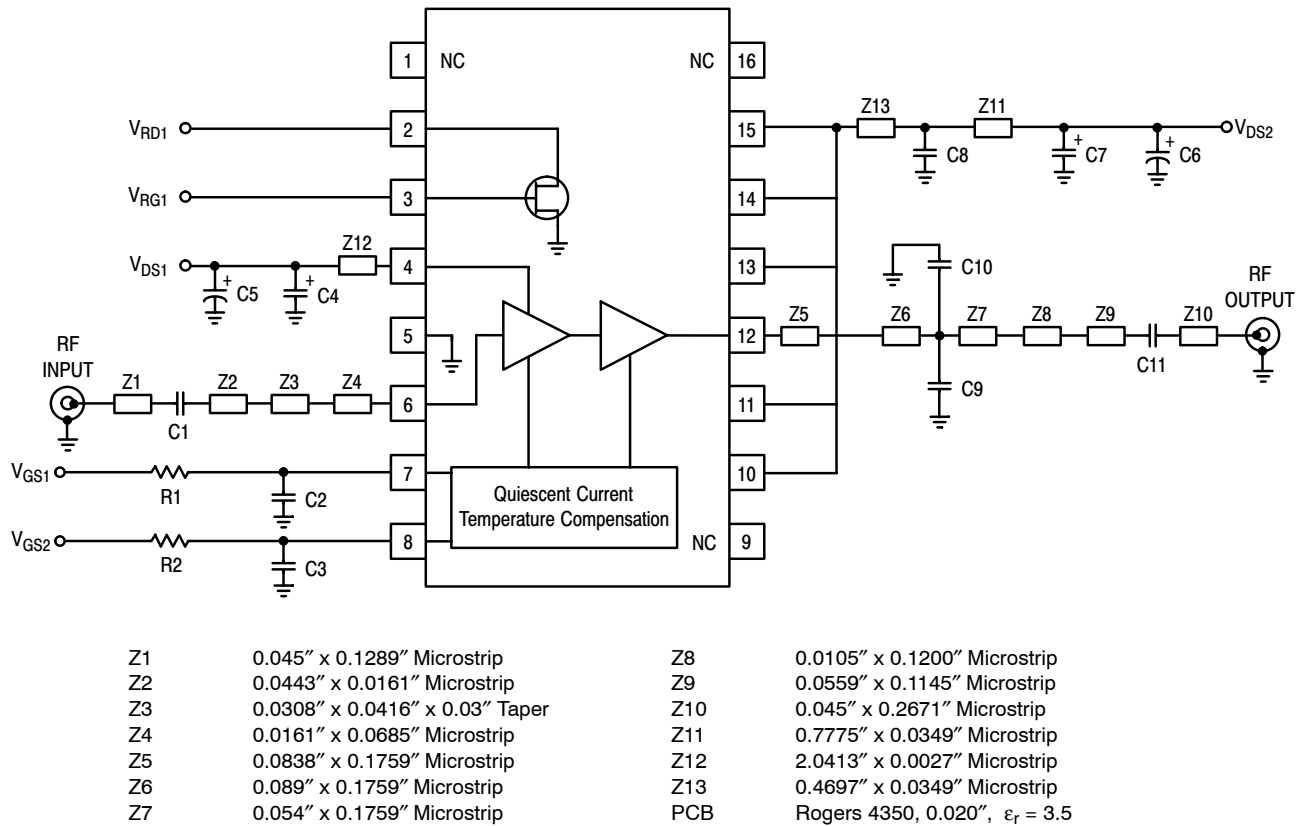 1 NC NC 16
VRD1 2 15 Z13 Z11 VDS2
C8 + C7 + C6
VRG1 3 14
VDS1 Z12 4 13 C10
+ C5 + C4
RF INPUT
RF OUTPUT
5 12 Z5 Z6 Z7 Z8 Z9 Z10
C11
Z1 Z2 Z3 Z4 6 11 C9
C1
VGS1 R1 C2 7 10
Quiescent Current
Temperature Compensation
VGS2 R2 C3 8 NC 9
Z1 0.045″ x 0.1289″ Microstrip
Z2 0.0443″ x 0.0161″ Microstrip
Z3 0.0308″ x 0.0416″ x 0.03″ Taper
Z4 0.0161″ x 0.0685″ Microstrip
Z5 0.0838″ x 0.1759″ Microstrip
Z6 0.089″ x 0.1759″ Microstrip
Z7 0.054″ x 0.1759″ Microstrip
Z8 0.0105″ x 0.1200″ Microstrip
Z9 0.0559″ x 0.1145″ Microstrip
Z10 0.045″ x 0.2671″ Microstrip
Z11 0.7775″ x 0.0349″ Microstrip
Z12 2.0413″ x 0.0027″ Microstrip
Z13 0.4697″ x 0.0349″ Microstrip
PCB Rogers 4350, 0.020″, εr = 3.5